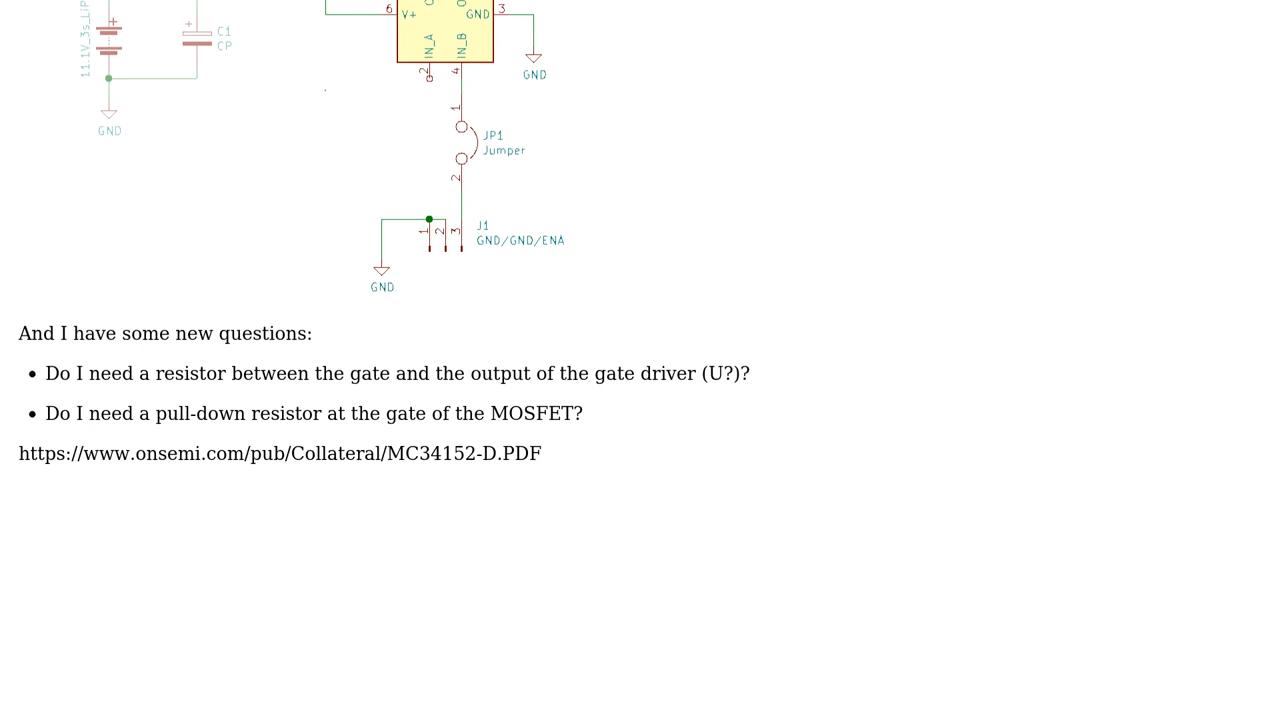 6 V+
GND 3
IN_A
IN_B
2
4
11.1V_3s_LiP
+
+
C1
CP
GND
GND
1
JP1
Jumper
2
1
2
3
J1
GND/GND/ENA
GND
And I have some new questions:
• Do I need a resistor between the gate and the output of the gate driver (U?)?
• Do I need a pull-down resistor at the gate of the MOSFET?
https://www.onsemi.com/pub/Collateral/MC34152-D.PDF